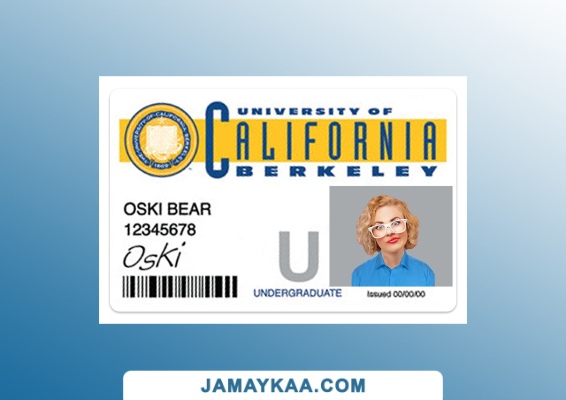 UNIVERSITY OF
CALIFORNIA
BERKELEY
OSKI BEAR
12345678
Oski
U
UNDERGRADUATE
Issued 00/00/00
JAMAYKAA.COM